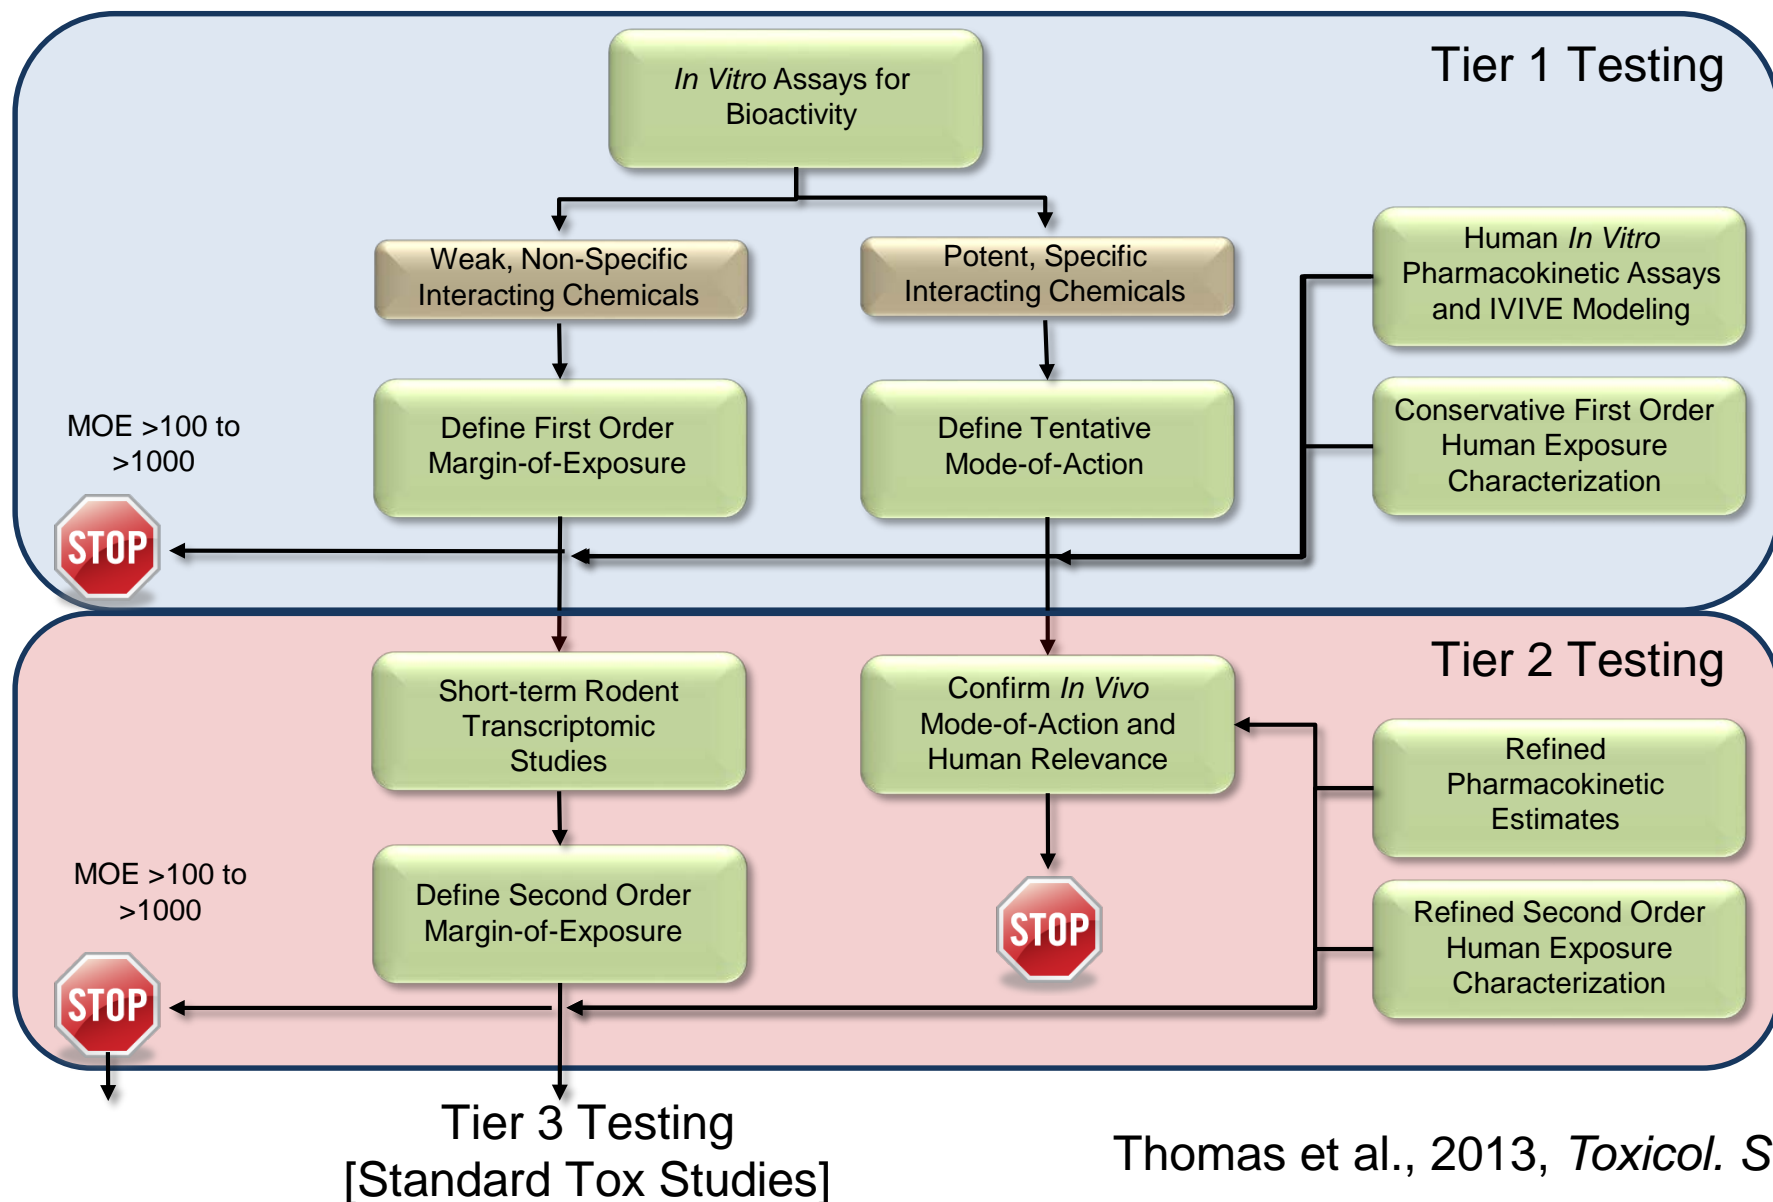 Tier 1 Testing
In Vitro Assays for
Bioactivity
Weak, Non-Specific
Interacting Chemicals
Potent, Specific
Interacting Chemicals
Human In Vitro
Pharmacokinetic Assays
and IVIVE Modeling
MOE >100 to
>1000
STOP
Define First Order
Margin-of-Exposure
Define Tentative
Mode-of-Action
Conservative First Order
Human Exposure
Characterization
Tier 2 Testing
Short-term Rodent
Transcriptomic
Studies
Confirm In Vivo
Mode-of-Action and
Human Relevance
Refined
Pharmacokinetic
Estimates
MOE >100 to
>1000
STOP
Define Second Order
Margin-of-Exposure
STOP
Refined Second Order
Human Exposure
Characterization
Tier 3 Testing
[Standard Tox Studies]
Thomas et al., 2013, Toxicol. S